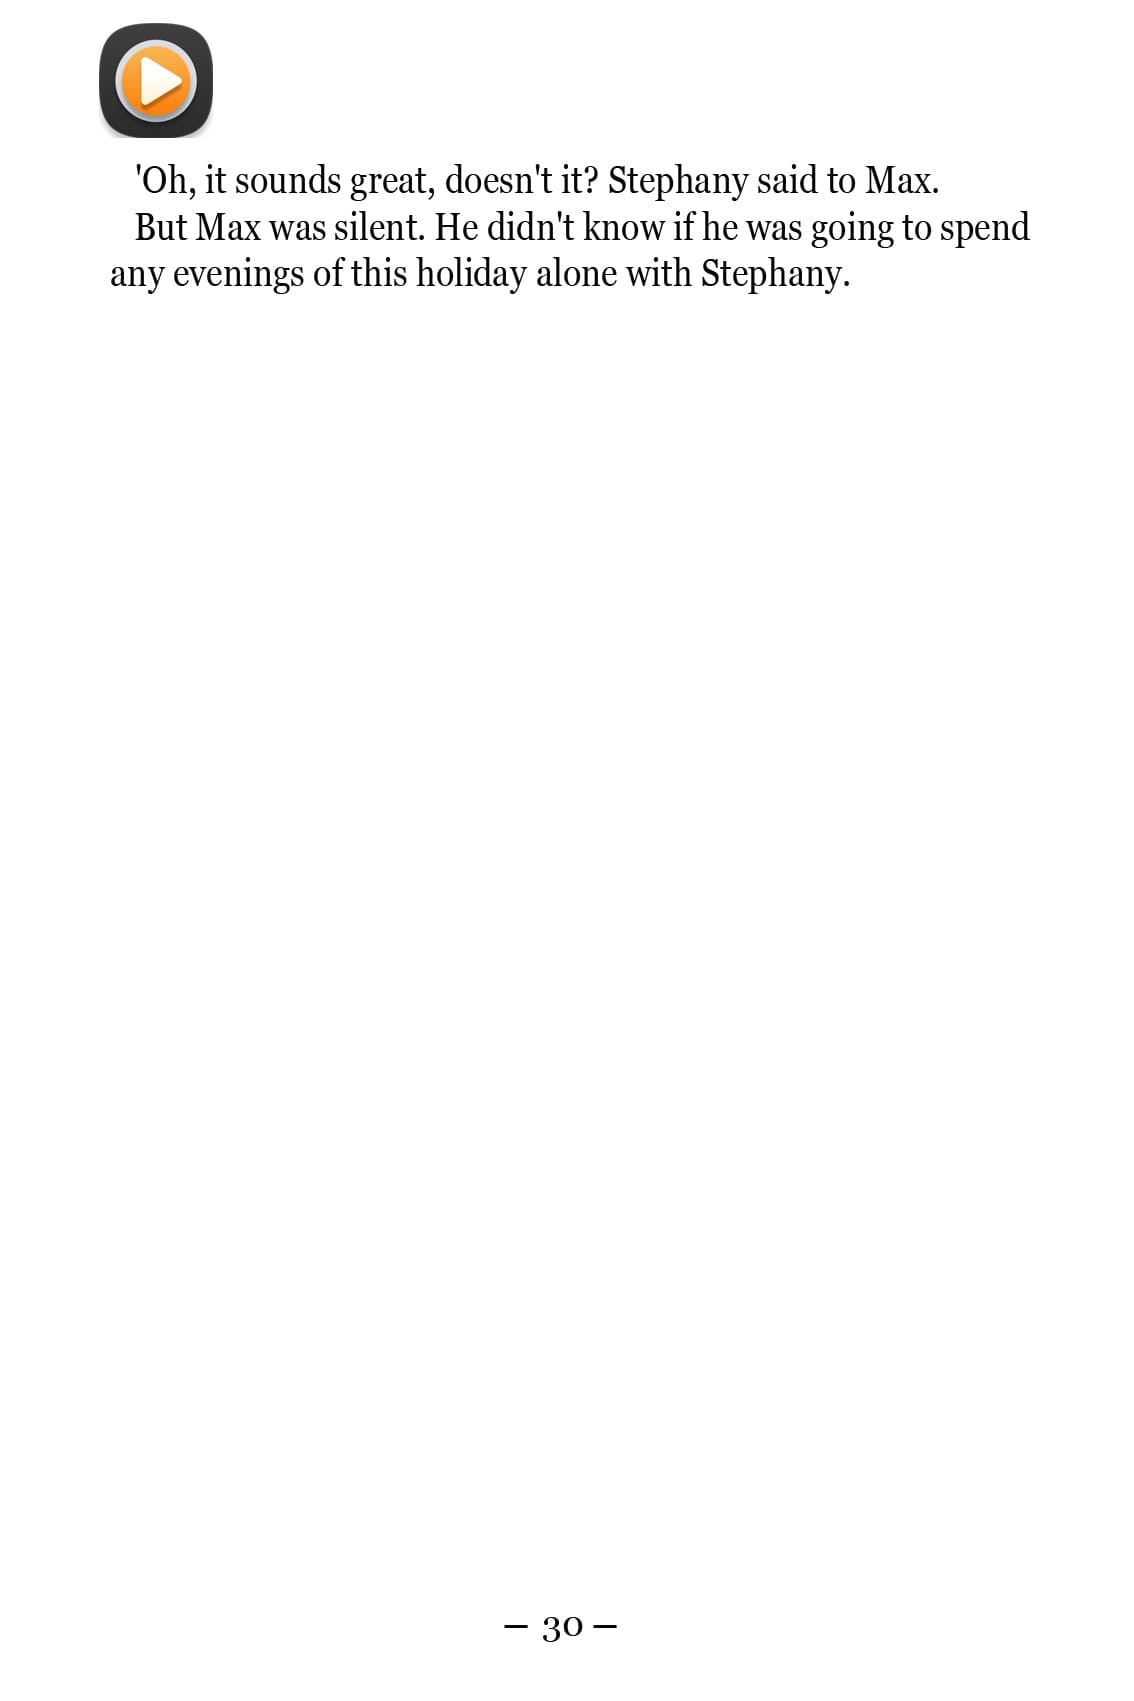 'Oh, it sounds great, doesn't it? Stephany said to Max.
But Max was silent. He didn't know if he was going to spend
any evenings of this holiday alone with Stephany.
– 30 –